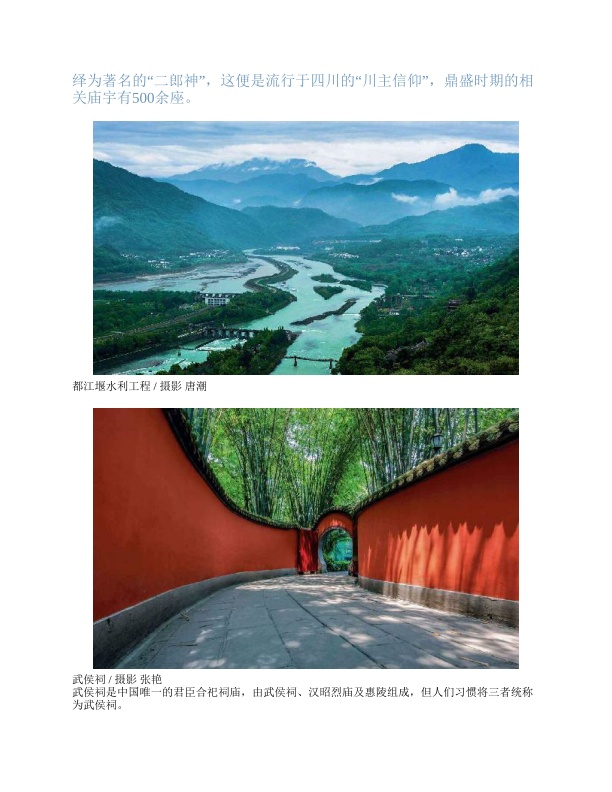 绎为著名的“二郎神”，这便是流行于四川的“川主信仰”，鼎盛时期的相
关庙宇有500余座。
都江堰水利工程 / 摄影 唐潮
武侯祠 / 摄影 张艳
武侯祠是中国唯一的君臣合祀祠庙，由武侯祠、汉昭烈庙及惠陵组成，但人们习惯将三者统称
为武侯祠。